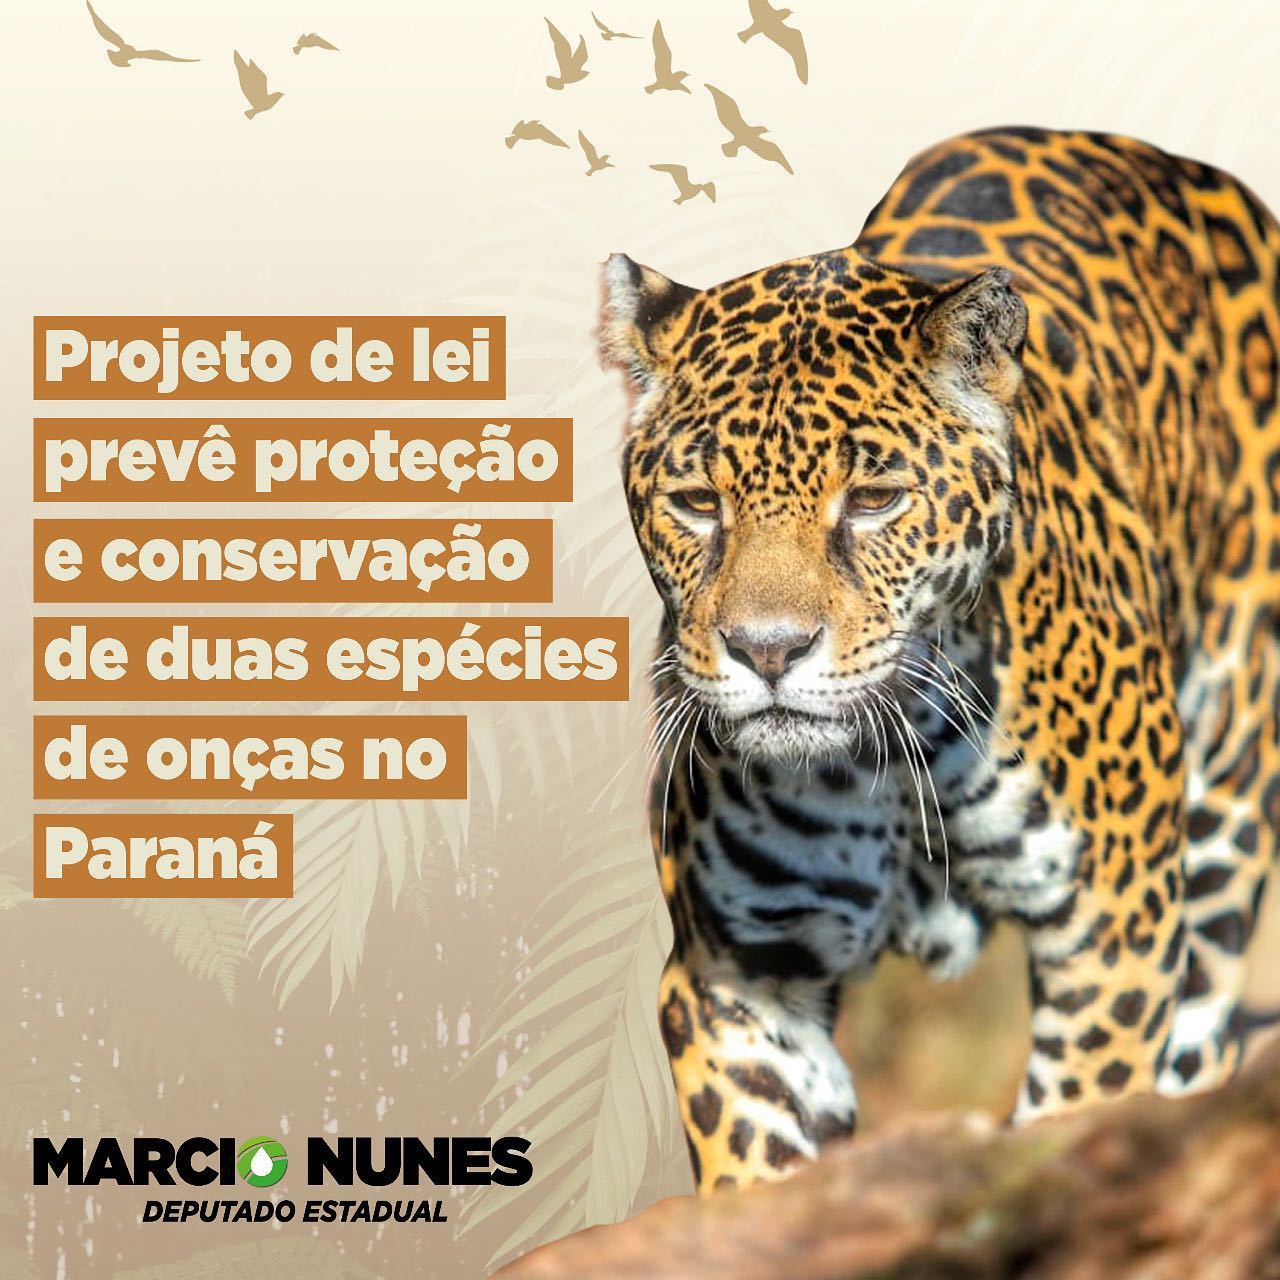 Projeto de lei
prevê proteção
e conservação
de duas espécies
de onças no
Paraná
MARCIO NUNES
DEPUTADO ESTADUAL